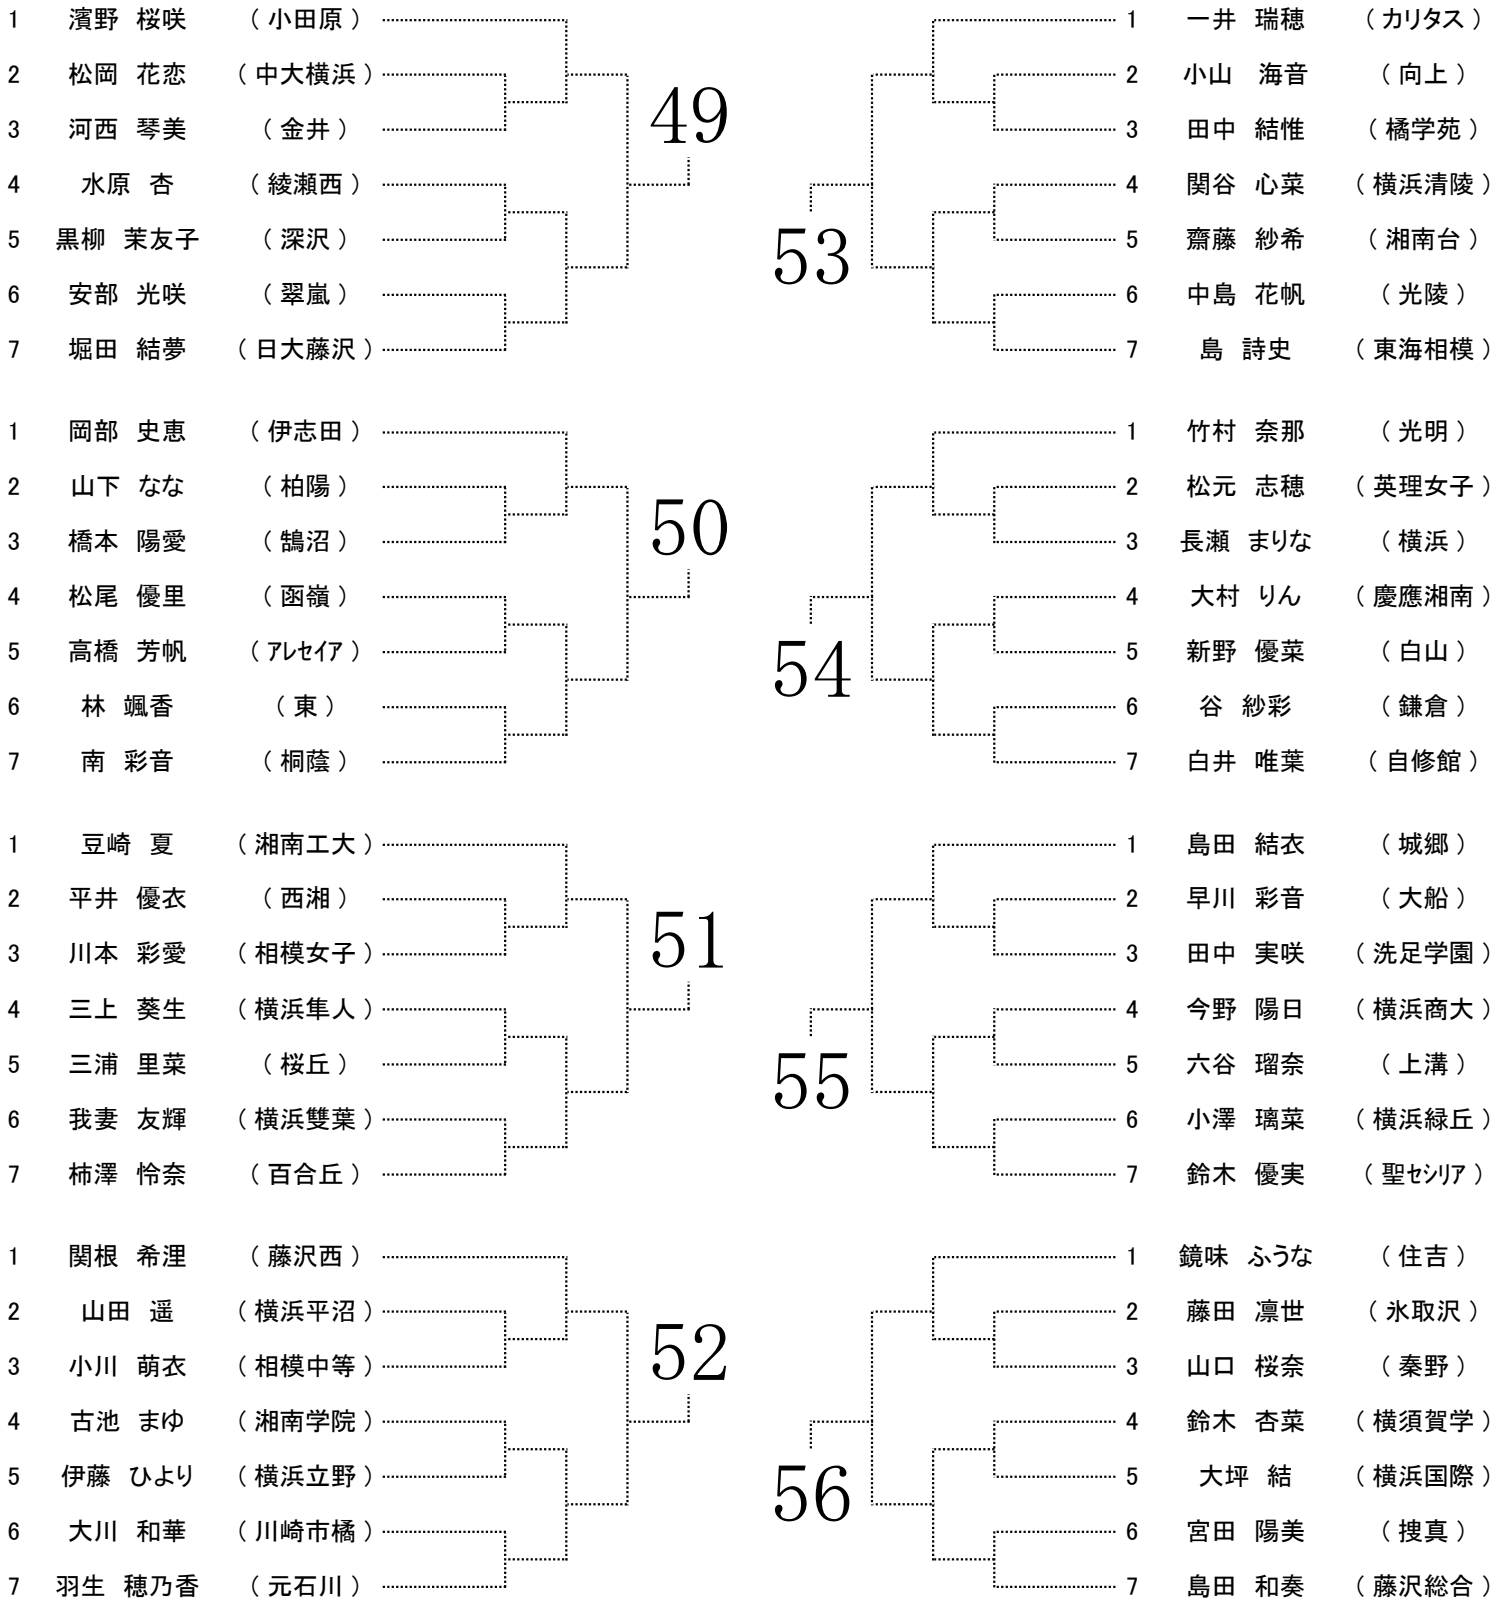 1 濱野 桜咲 （ 小田原 ）
2 松岡 花恋 （ 中大横浜 ）
3 河西 琴美 （ 金井 ）
49
4 水原 杏 （ 綾瀬西 ）
5 黒柳 茉友子 （ 深沢 ）
6 安部 光咲 （ 翠嵐 ）
7 堀田 結夢 （ 日大藤沢 ）
1 岡部 史恵 （ 伊志田 ）
2 山下 なな （ 柏陽 ）
3 橋本 陽愛 （ 鵠沼 ）
50
4 松尾 優里 （ 函嶺 ）
5 高橋 芳帆 （ アレセイア ）
6 林 颯香 （ 東 ）
7 南 彩音 （ 桐蔭 ）
1 豆崎 夏 （ 湘南工大 ）
2 平井 優衣 （ 西湘 ）
3 川本 彩愛 （ 相模女子 ）
51
4 三上 葵生 （ 横浜隼人 ）
5 三浦 里菜 （ 桜丘 ）
6 我妻 友輝 （ 横浜雙葉 ）
7 柿澤 怜奈 （ 百合丘 ）
1 関根 希浬 （ 藤沢西 ）
2 山田 遥 （ 横浜平沼 ）
3 小川 萌衣 （ 相模中等 ）
52
4 古池 まゆ （ 湘南学院 ）
5 伊藤 ひより （ 横浜立野 ）
6 大川 和華 （ 川崎市橘 ）
7 羽生 穂乃香 （ 元石川 ）
1 一井 瑞穂 （ カリタス ）
2 小山 海音 （ 向上 ）
3 田中 結惟 （ 橘学苑 ）
4 関谷 心菜 （ 横浜清陵 ）
53
5 齋藤 紗希 （ 湘南台 ）
6 中島 花帆 （ 光陵 ）
7 島 詩史 （ 東海相模 ）
1 竹村 奈那 （ 光明 ）
2 松元 志穂 （ 英理女子 ）
3 長瀬 まりな （ 横浜 ）
4 大村 りん （ 慶應湘南 ）
54
5 新野 優菜 （ 白山 ）
6 谷 紗彩 （ 鎌倉 ）
7 白井 唯葉 （ 自修館 ）
1 島田 結衣 （ 城郷 ）
2 早川 彩音 （ 大船 ）
3 田中 実咲 （ 洗足学園 ）
4 今野 陽日 （ 横浜商大 ）
55
5 六谷 瑠奈 （ 上溝 ）
6 小澤 璃菜 （ 横浜緑丘 ）
7 鈴木 優実 （ 聖セシリア ）
1 鏡味 ふうな （ 住吉 ）
2 藤田 凛世 （ 氷取沢 ）
3 山口 桜奈 （ 秦野 ）
4 鈴木 杏菜 （ 横須賀学 ）
56
5 大坪 結 （ 横浜国際 ）
6 宮田 陽美 （ 捜真 ）
7 島田 和奏 （ 藤沢総合 ）